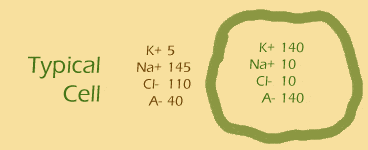 Typical
Cell
K+ 5
Na+ 145
Cl- 110
A- 40
K+ 140
Na+ 10
Cl- 10
A- 140